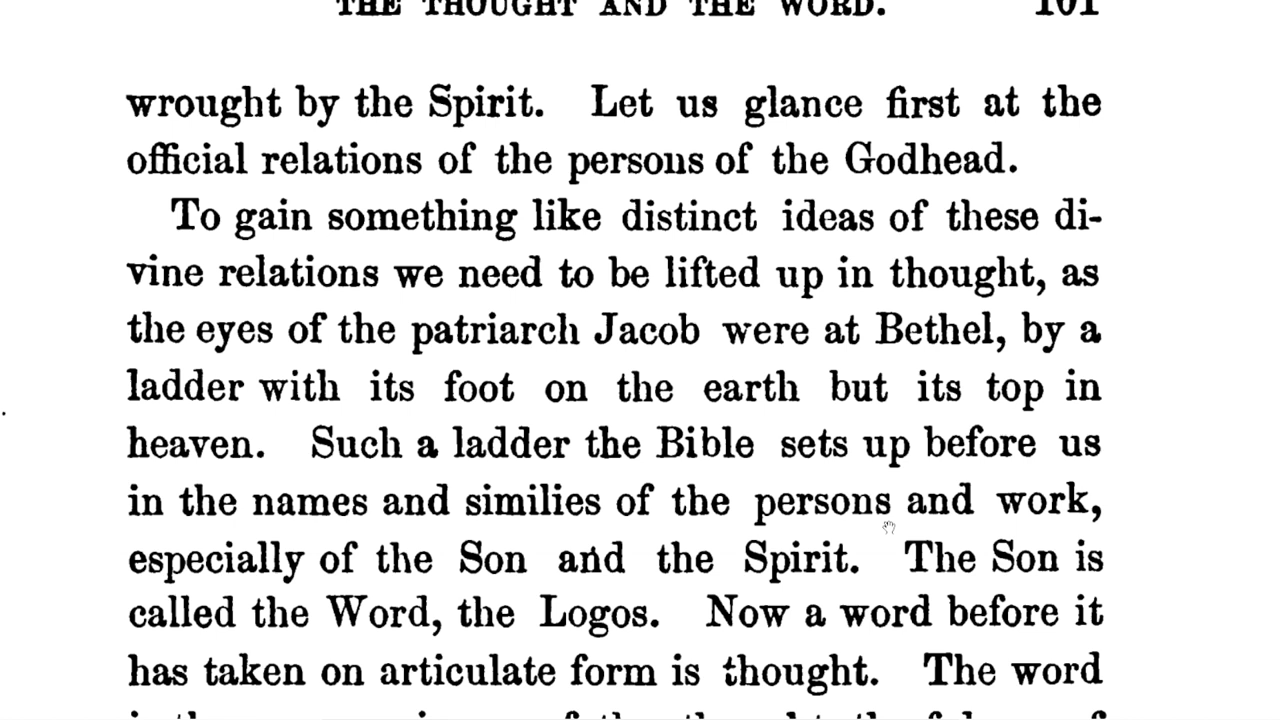 THE THOUGHT AND THE WORD. 101
wrought by the Spirit. Let us glance first at the
official relations of the persons of the Godhead.
To gain something like distinct ideas of these di-
vine relations we need to be lifted up in thought, as
the eyes of the patriarch Jacob were at Bethel, by a
ladder with its foot on the earth but its top in
heaven. Such a ladder the Bible sets up before us
in the names and similies of the persons and work,
especially of the Son and the Spirit. The Son is
called the Word, the Logos. Now a word before it
has taken on articulate form is thought. The word